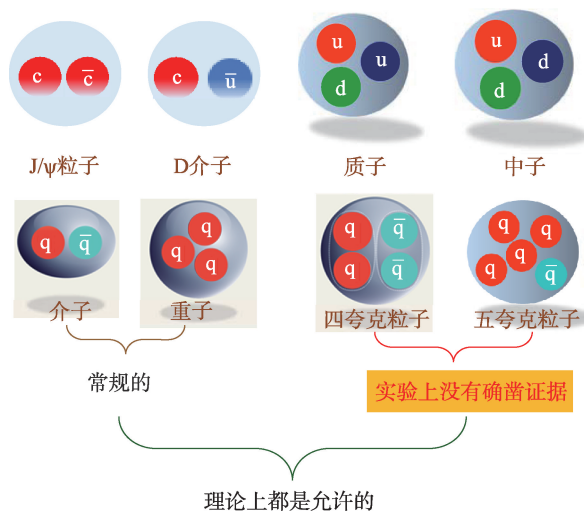 c c̅ c u̅
u u d
u d d
J/ψ粒子 D介子 质子 中子
q q̅
q q q
q q̅ q q̅
q q q q q̅
介子 重子 四夸克粒子 五夸克粒子
常规的 实验上没有确凿证据
理论上都是允许的